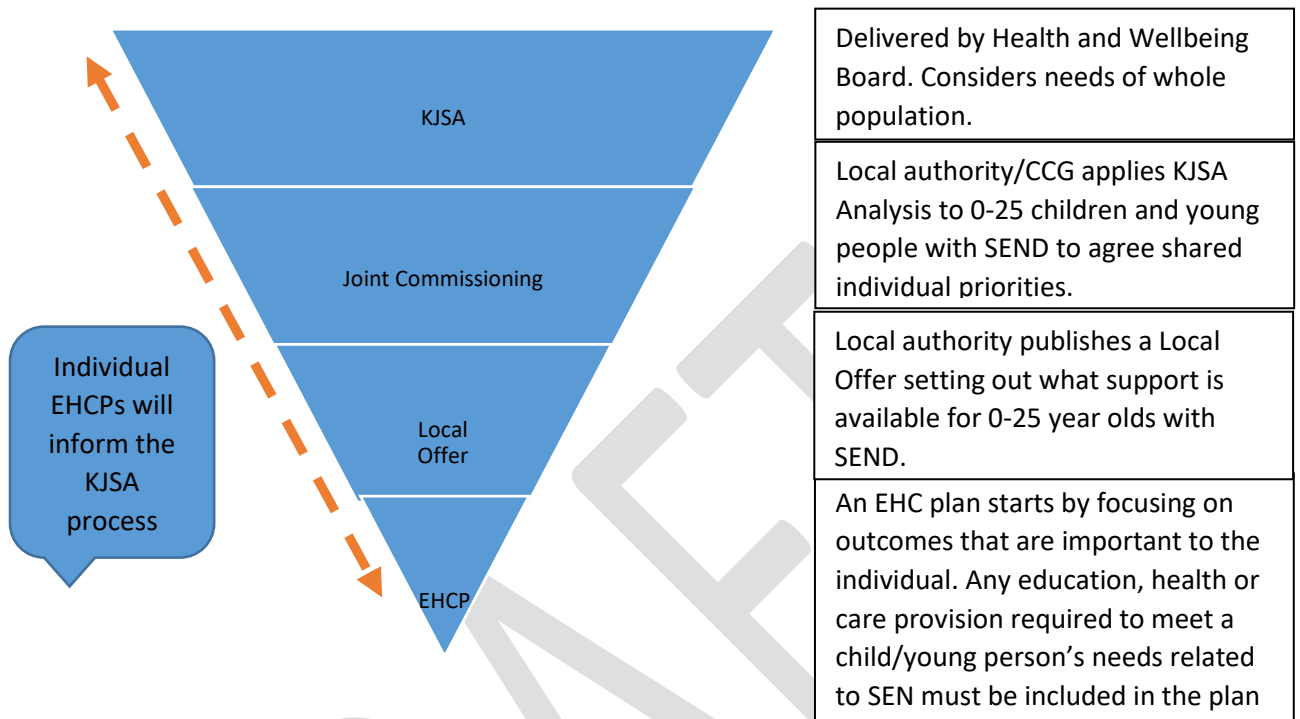 KJSA
Delivered by Health and Wellbeing
Board. Considers needs of whole
population.
Joint Commissioning
Local authority/CCG applies KJSA
Analysis to 0-25 children and young
people with SEND to agree shared
individual priorities.
Local
Offer
Local authority publishes a Local
Offer setting out what support is
available for 0-25 year olds with
SEND.
EHCP
An EHC plan starts by focusing on
outcomes that are important to the
individual. Any education, health or
care provision required to meet a
child/young person’s needs related
to SEN must be included in the plan
Individual
EHCPs will
inform the
KJSA
process